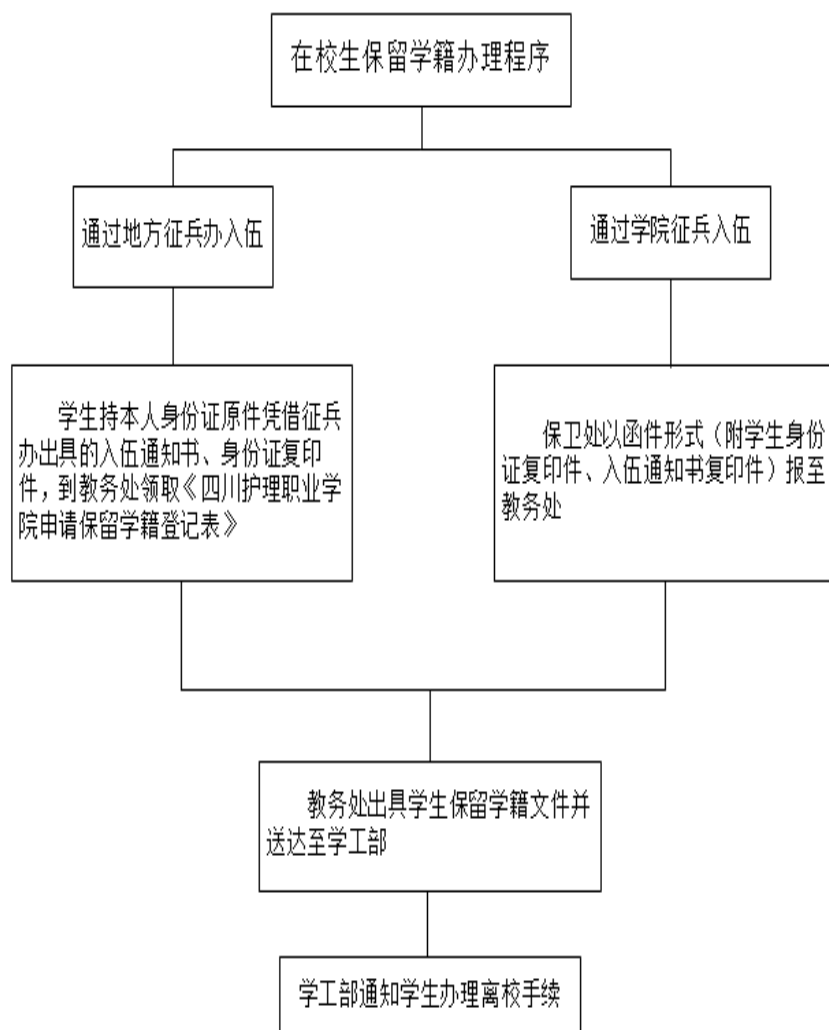 在校生保留学籍办理程序
通过地方征兵办入伍
通过学院征兵入伍
学生持本人身份证原件凭借征兵
办出具的入伍通知书、身份证复印
件，到教务处领取《四川护理职业学
院申请保留学籍登记表》
保卫处以函件形式（附学生身份
证复印件、入伍通知书复印件）报至
教务处
教务处出具学生保留学籍文件并
送达至学工部
学工部通知学生办理离校手续